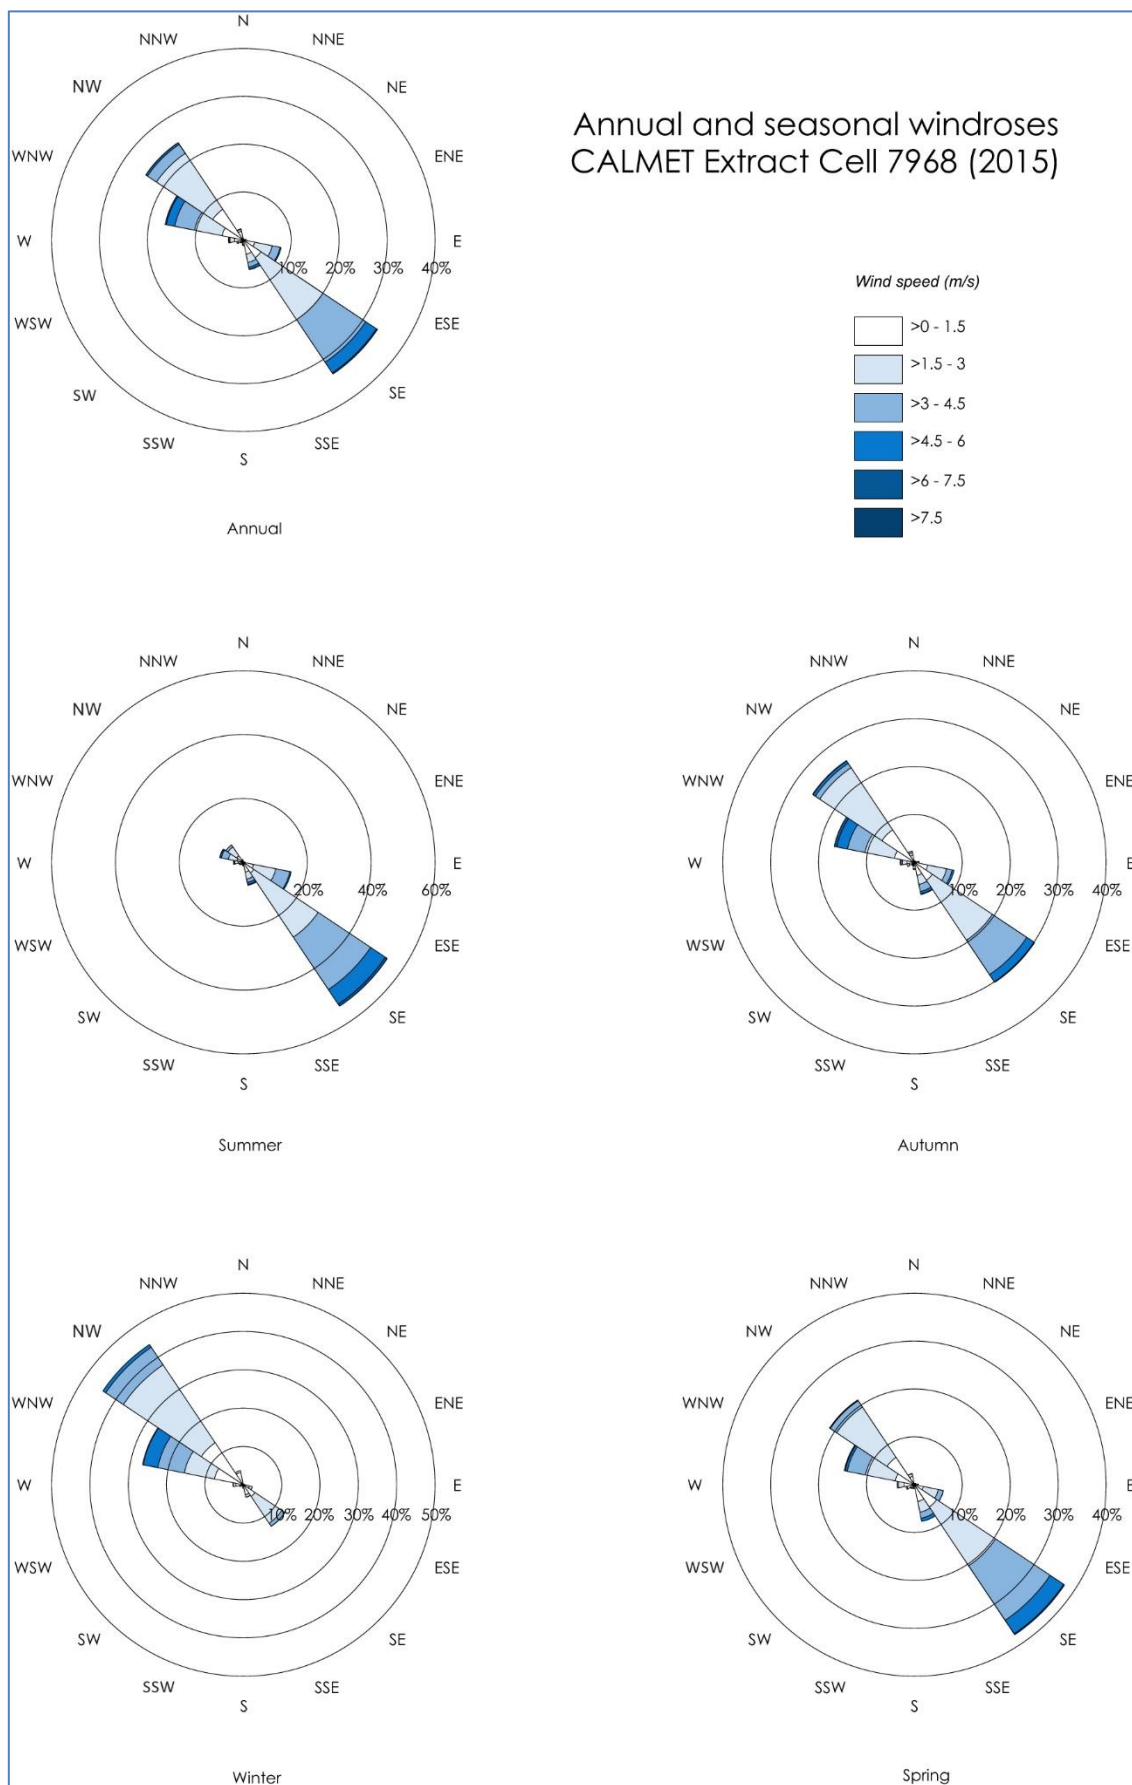 N
NNW NNE
NW NE
WNW ENE
W E
10% 20% 30% 40%
WSW ESE
SW SE
SSW SSE
S
Annual
Annual and seasonal windroses
CALMET Extract Cell 7968 (2015)
Wind speed (m/s)
>0 - 1.5
>1.5 - 3
>3 - 4.5
>4.5 - 6
>6 - 7.5
>7.5
N
NNW NNE
NW NE
WNW ENE
W E
20% 40% 60%
WSW ESE
SW SE
SSW SSE
S
Summer
N
NNW NNE
NW NE
WNW ENE
W E
10% 20% 30% 40%
WSW ESE
SW SE
SSW SSE
S
Autumn
N
NNW NNE
NW NE
WNW ENE
W E
10% 20% 30% 40% 50%
WSW ESE
SW SE
SSW SSE
S
Winter
N
NNW NNE
NW NE
WNW ENE
W E
10% 20% 30% 40%
WSW ESE
SW SE
SSW SSE
S
Spring